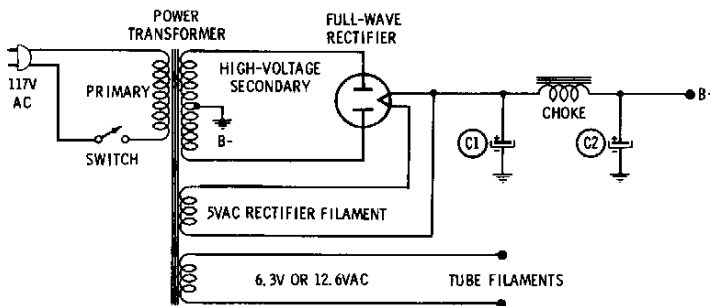 POWER
TRANSFORMER
FULL-WAVE
RECTIFIER
HIGH-VOLTAGE
SECONDARY
117V
AC
PRIMARY
B-
SWITCH
CHOKE
B-
C1
C2
5VAC RECTIFIER FILAMENT
6.3V OR 12.6VAC
TUBE FILAMENTS